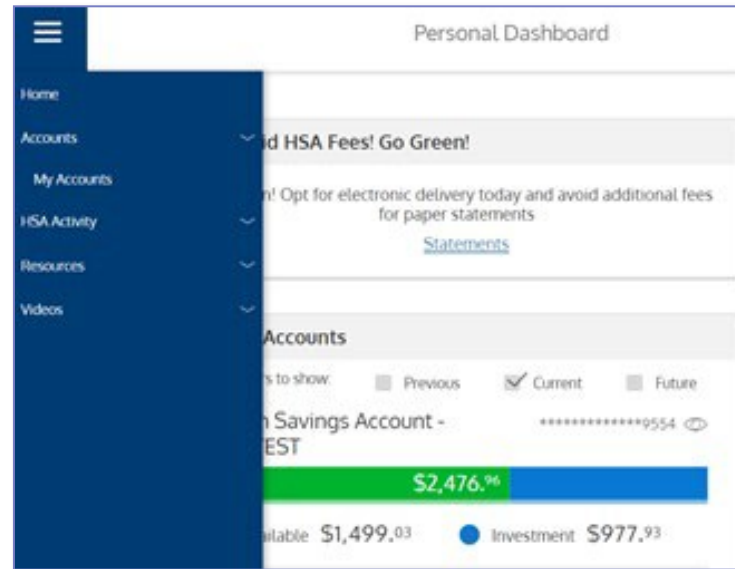 Personal Dashboard
Home
Accounts
My Accounts
HSA Activity
Resources
Videos
id HSA Fees! Go Green!
n! Opt for electronic delivery today and avoid additional fees
for paper statements
Statements
Accounts
s to show: Previous Current Future
n Savings Account - *************9554
EST
$2,476.96
ilable $1,499.03 Investment $977.93